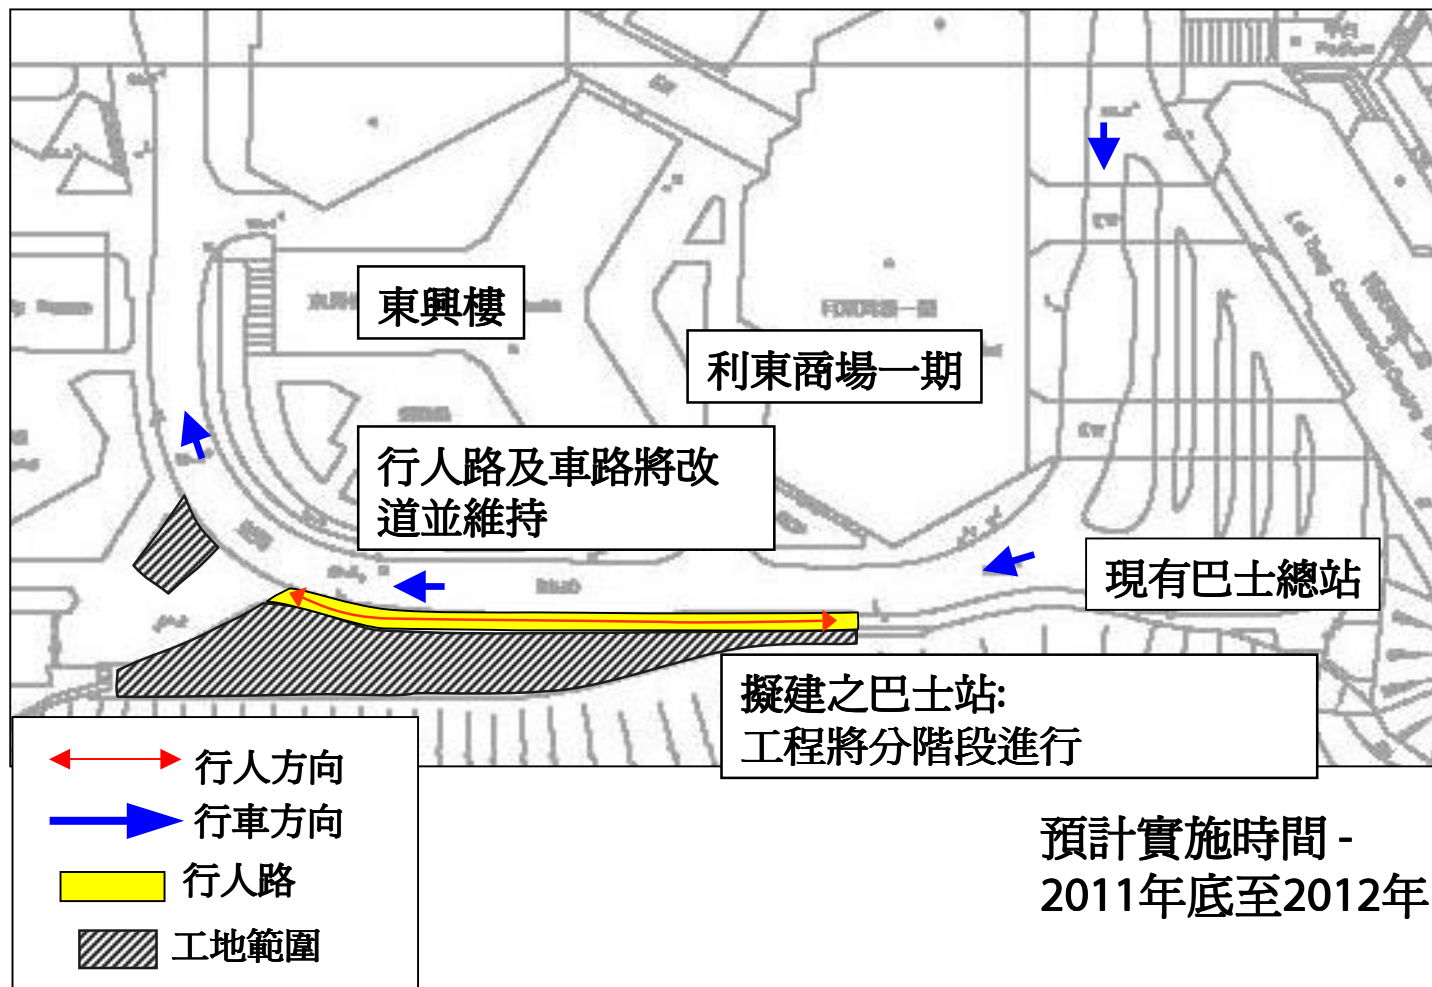 東興樓
利東商場一期
行人路及車路將改
道並維持
現有巴士總站
擬建之巴士站:
工程將分階段進行
行人方向
行車方向
行人路
工地範圍
預計實施時間 -
2011年底至2012年